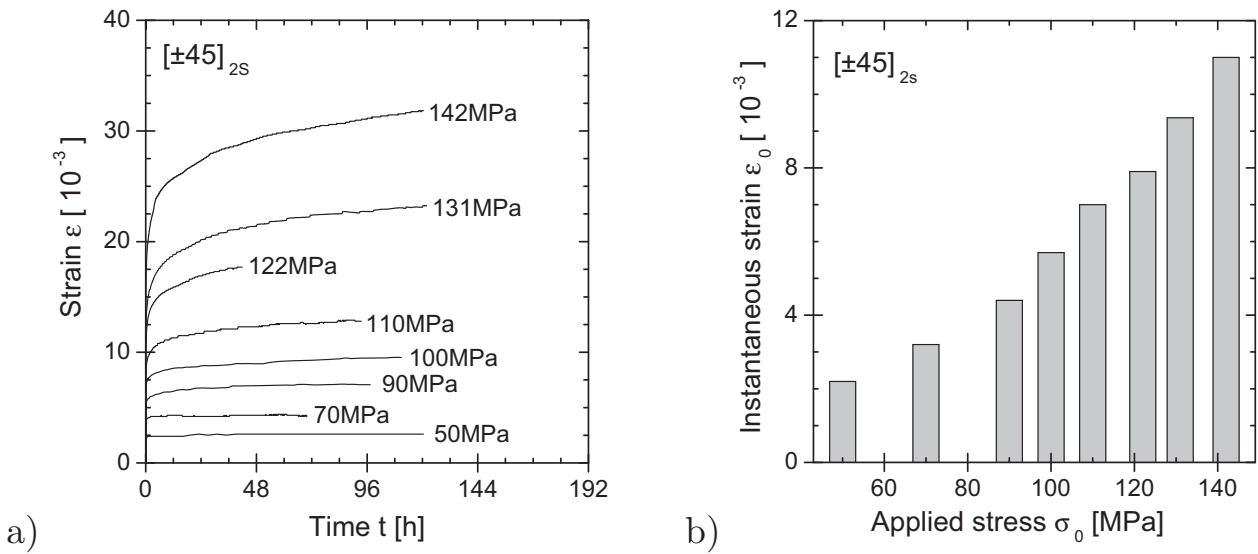 40
30
20
10
0
Strain ε [ 10⁻³ ]
[±45]₂S
142MPa
131MPa
122MPa
110MPa
100MPa
90MPa
70MPa
50MPa
0 48 96 144 192
Time t [h]
a)
12
8
4
0
Instantaneous strain ε₀ [ 10⁻³ ]
[±45]₂s
60 80 100 120 140
Applied stress σ₀ [MPa]
b)